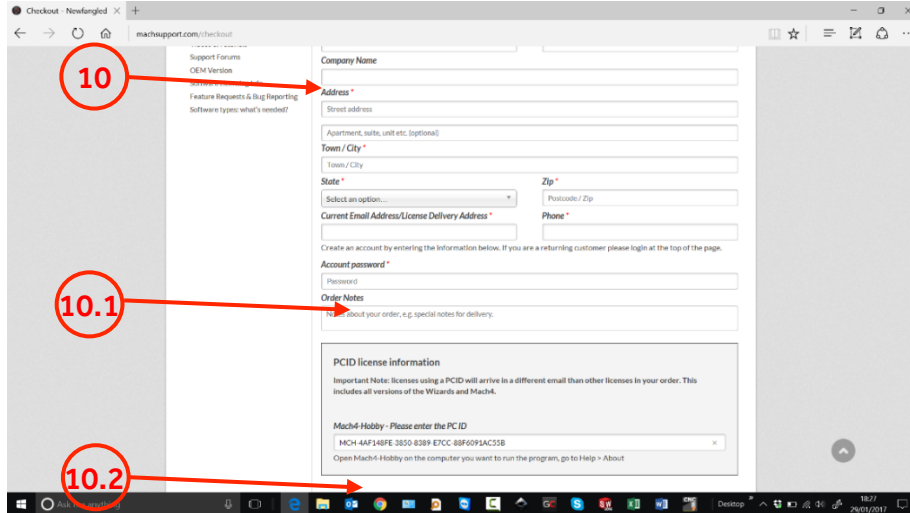 Checkout - Newfangled
machsupport.com/checkout
Support Forums
OEM Version
Feature Requests & Bug Reporting
Software types: what's needed?
10
10.1
10.2
Company Name
Address *
Street address
Apartment, suite, unit etc. (optional)
Town / City *
Town / City
State * Zip *
Select an option... Postcode / Zip
Current Email Address/License Delivery Address * Phone *
Create an account by entering the information below. If you are a returning customer please login at the top of the page.
Account password *
Password
Order Notes
Notes about your order, e.g. special notes for delivery.
PCID license information
Important Note: licenses using a PCID will arrive in a different email than other licenses in your order. This
includes all versions of the Wizards and Mach4.
Mach4-Hobby - Please enter the PC ID
MCH-4AF148FE-3850-8389-E7CC-88F6091AC55B
Open Mach4-Hobby on the computer you want to run the program, go to Help > About
Desktop
18:27
29/01/2017